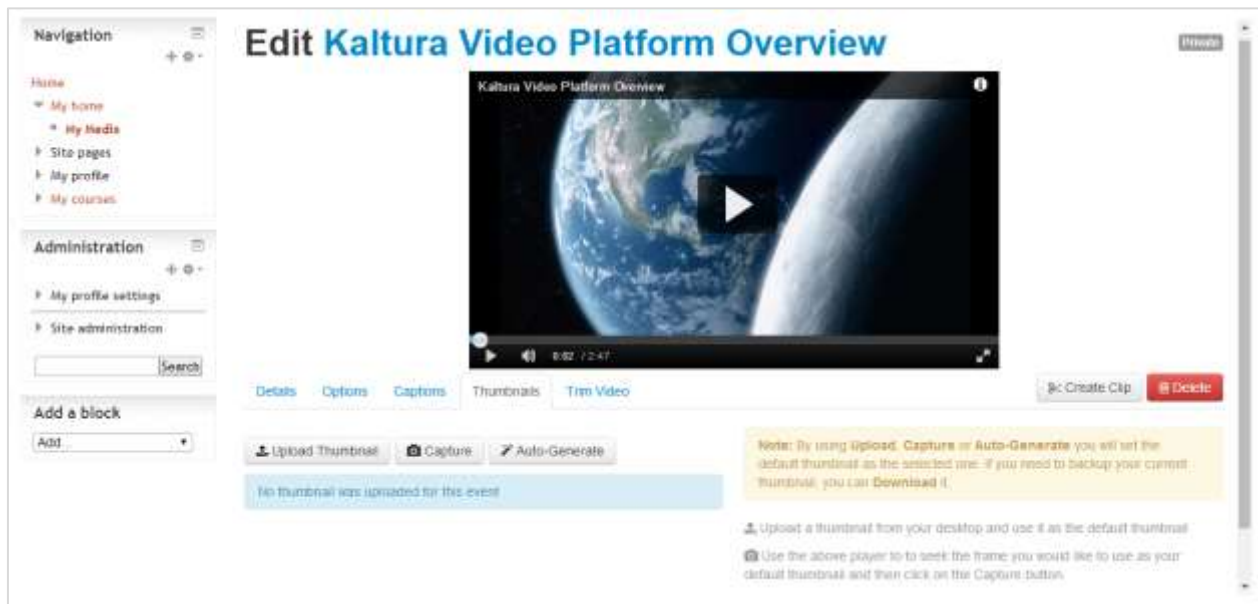 Navigation
Home
My home
My Media
Site pages
My profile
My courses
Administration
My profile settings
Site administration
Search
Add a block
Add...
Edit Kaltura Video Platform Overview
Private
Kaltura Video Platform Overview
0:02 / 2:47
Details Options Captions Thumbnails Trim Video
Create Clip Delete
Upload Thumbnail Capture Auto-Generate
No thumbnail was uploaded for this event
Note: By using Upload, Capture or Auto-Generate you will set the
default thumbnail as the selected one. If you need to backup your current
thumbnail, you can Download it.
Upload a thumbnail from your desktop and use it as the default thumbnail
Use the above player to to seek the frame you would like to use as your
default thumbnail and then click on the Capture button.